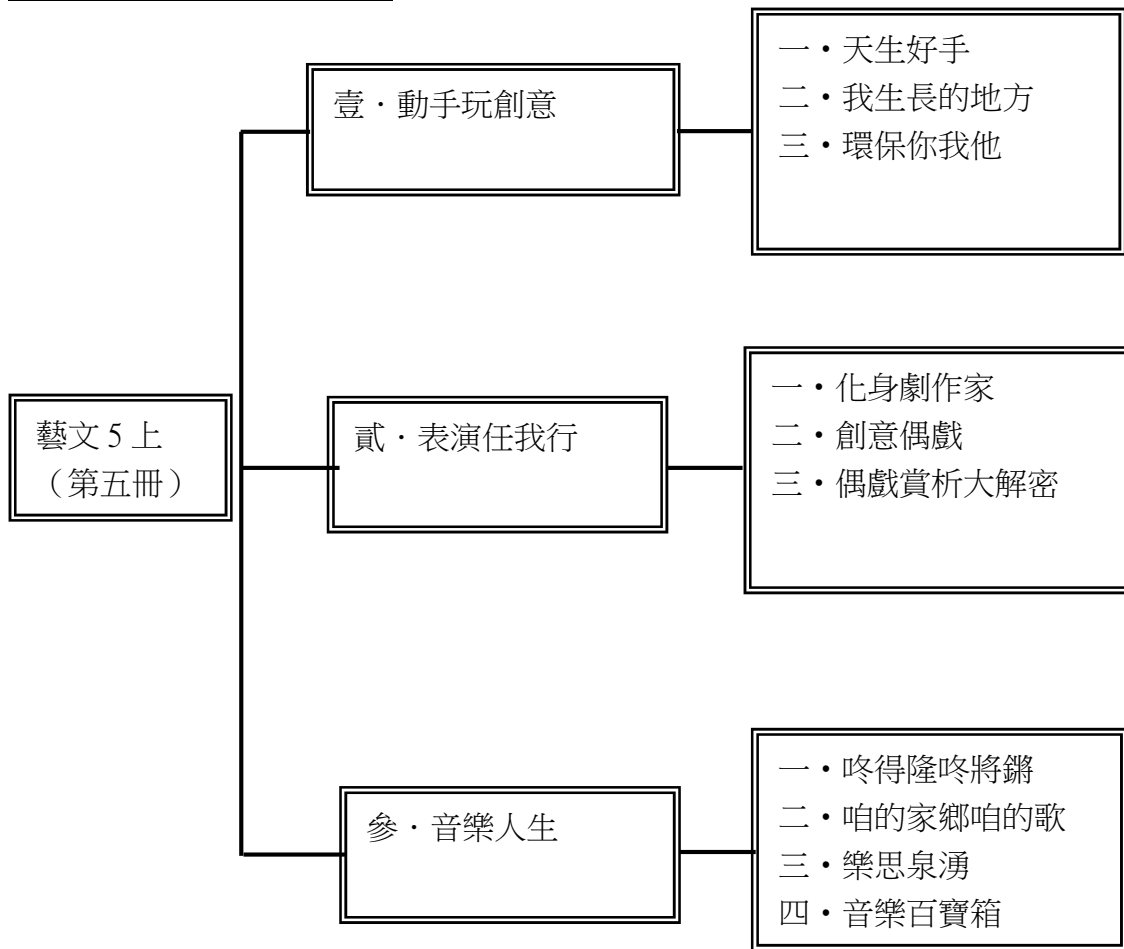 藝文 5 上
（第五冊）
壹．動手玩創意
一・天生好手
二・我生長的地方
三・環保你我他
貳．表演任我行
一・化身劇作家
二・創意偶戲
三・偶戲賞析大解密
參．音樂人生
一・咚得隆咚將鏘
二・咱的家鄉咱的歌
三・樂思泉湧
四・音樂百寶箱